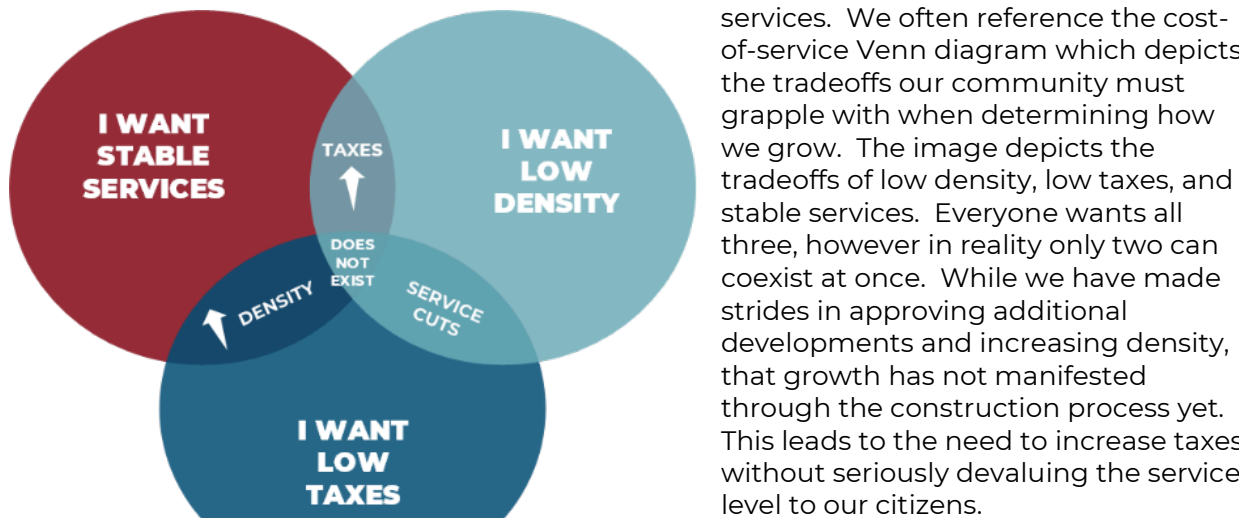 I WANT
STABLE
SERVICES
TAXES
I WANT
LOW
DENSITY
DOES
NOT
EXIST
DENSITY
SERVICE
CUTS
I WANT
LOW
TAXES
services.  We often reference the cost-
of-service Venn diagram which depicts
the tradeoffs our community must
grapple with when determining how
we grow.  The image depicts the
tradeoffs of low density, low taxes, and
stable services.  Everyone wants all
three, however in reality only two can
coexist at once.  While we have made
strides in approving additional
developments and increasing density,
that growth has not manifested
through the construction process yet.
This leads to the need to increase taxes
without seriously devaluing the service
level to our citizens.